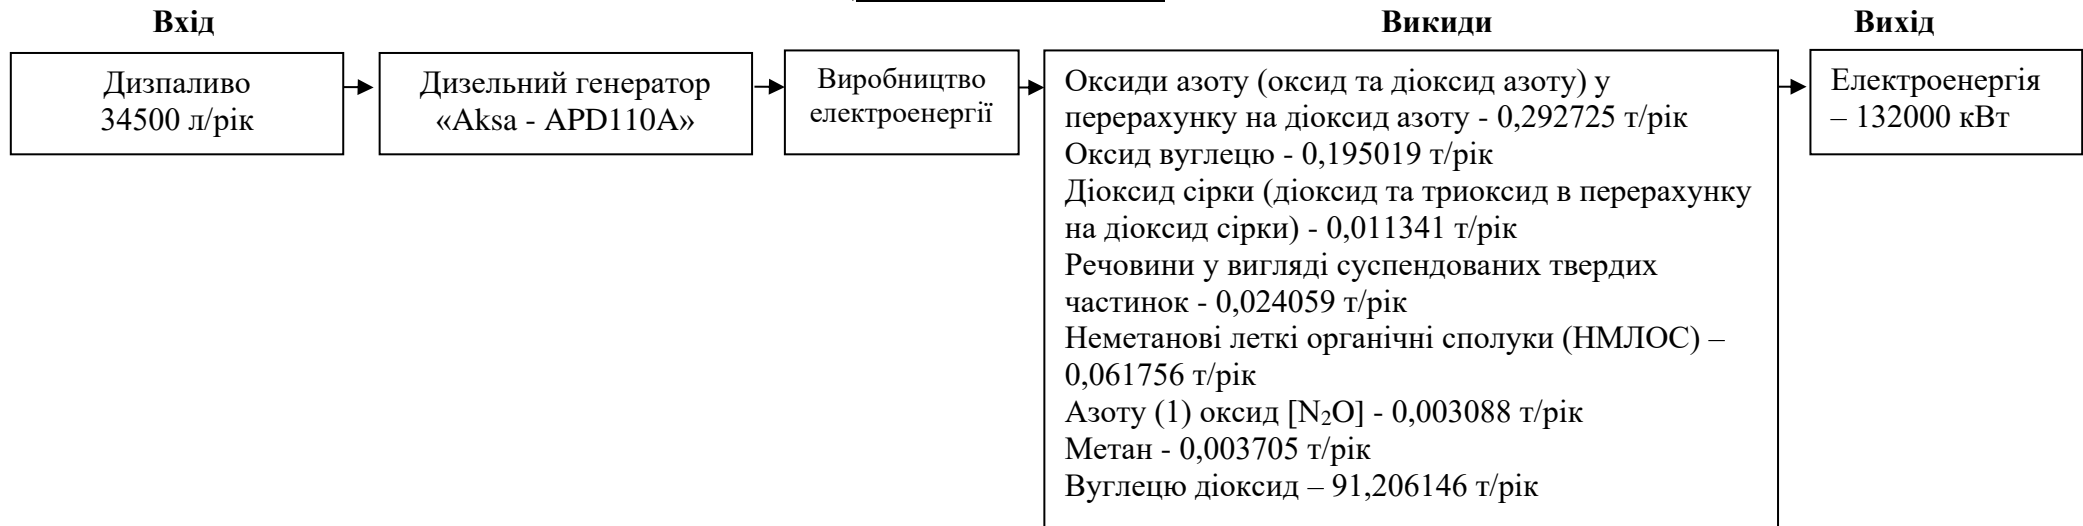 Вхід
Викиди
Вихід
Дизпаливо
34500 л/рік
Дизельний генератор
«Aksa - APD110A»
Виробництво
електроенергії
Оксиди азоту (оксид та діоксид азоту) у
перерахунку на діоксид азоту - 0,292725 т/рік
Оксид вуглецю - 0,195019 т/рік
Діоксид сірки (діоксид та триоксид в перерахунку
на діоксид сірки) - 0,011341 т/рік
Речовини у вигляді суспендованих твердих
частинок - 0,024059 т/рік
Неметанові леткі органічні сполуки (НМЛОС) –
0,061756 т/рік
Азоту (1) оксид [N₂O] - 0,003088 т/рік
Метан - 0,003705 т/рік
Вуглецю діоксид – 91,206146 т/рік
Електроенергія
– 132000 кВт